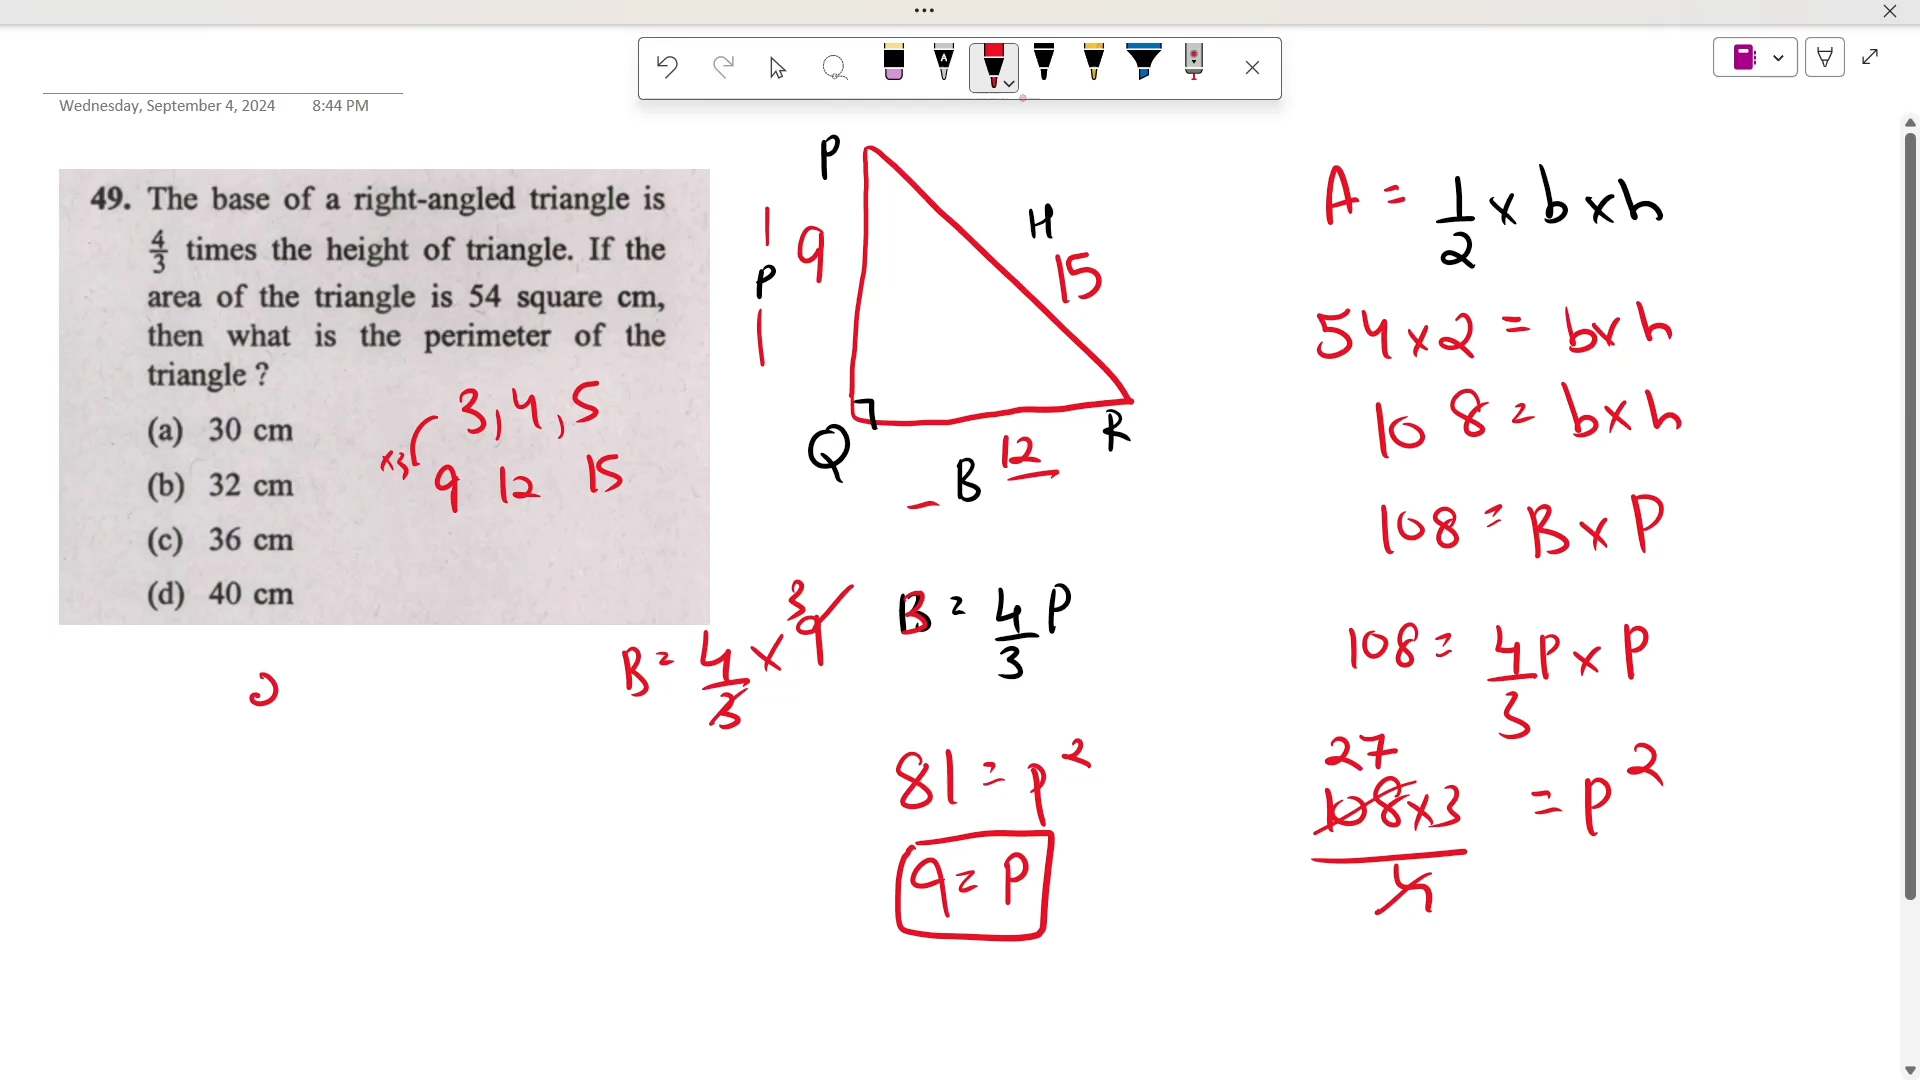 Wednesday, September 4, 2024 8:44 PM
49. The base of a right-angled triangle is
4/3 times the height of triangle. If the
area of the triangle is 54 square cm,
then what is the perimeter of the
triangle ?
(a) 30 cm
(b) 32 cm
(c) 36 cm
(d) 40 cm
3, 4, 5
x3
9 12 15
P
P 9
H
15
Q
R
B 12
B = 4/3 P
B = 4/3 x 9 3
81 = P²
9 = P
A = 1/2 x b x h
54 x 2 = b x h
108 = b x h
108 = B x P
108 = 4P/3 x P
27
108 x 3 / 4 = P²